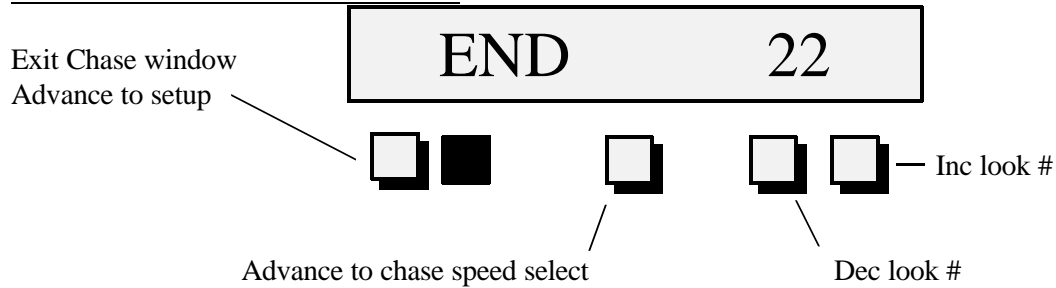 END 22
Exit Chase window
Advance to setup
Inc look #
Advance to chase speed select
Dec look #